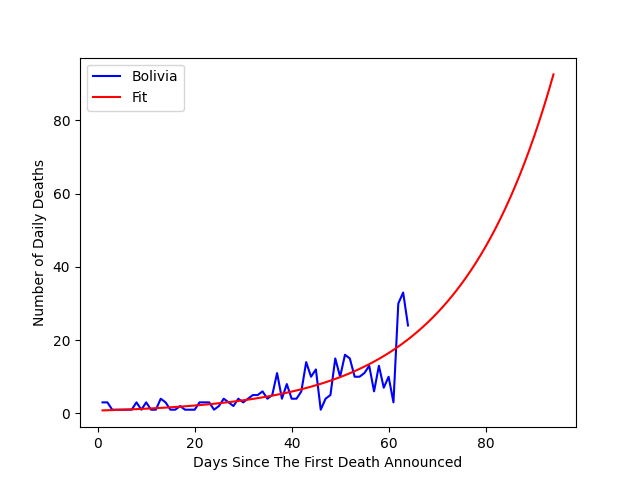 Bolivia
Fit
Number of Daily Deaths
80
60
40
20
0
0 20 40 60 80
Days Since The First Death Announced